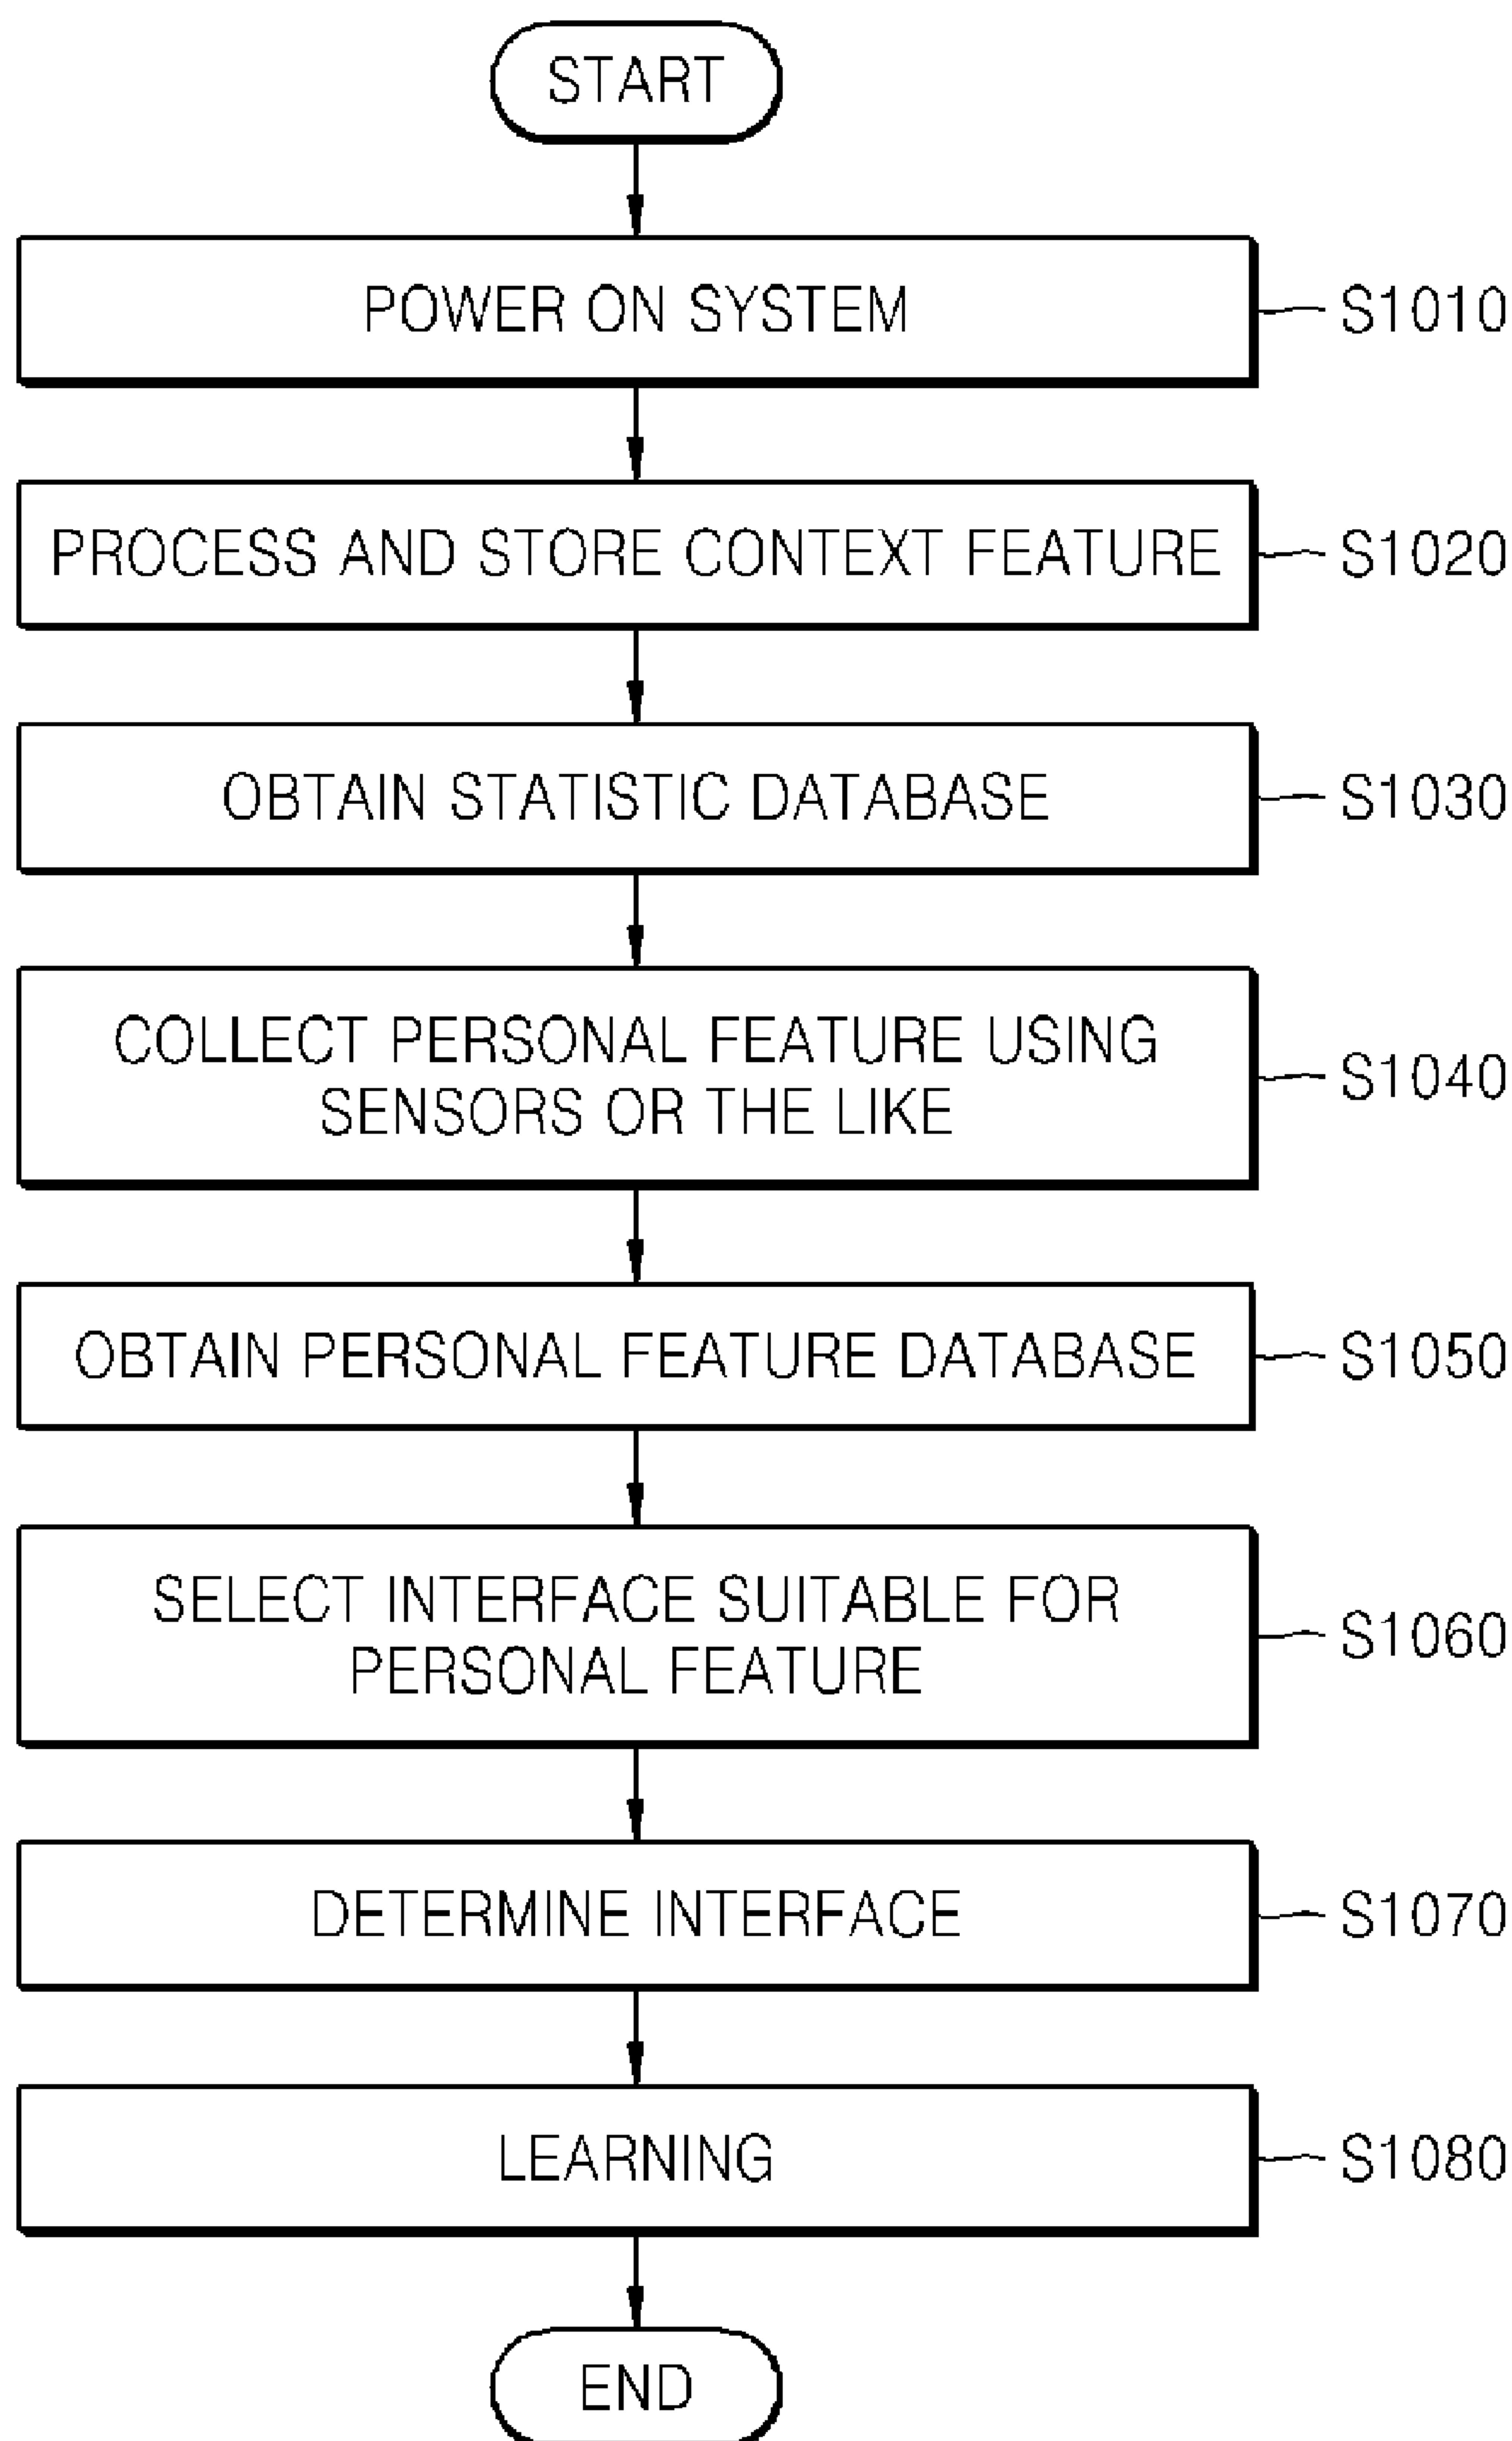 START
POWER ON SYSTEM
S1010
PROCESS AND STORE CONTEXT FEATURE
S1020
OBTAIN STATISTIC DATABASE
S1030
COLLECT PERSONAL FEATURE USING
SENSORS OR THE LIKE
S1040
OBTAIN PERSONAL FEATURE DATABASE
S1050
SELECT INTERFACE SUITABLE FOR
PERSONAL FEATURE
S1060
DETERMINE INTERFACE
S1070
LEARNING
S1080
END